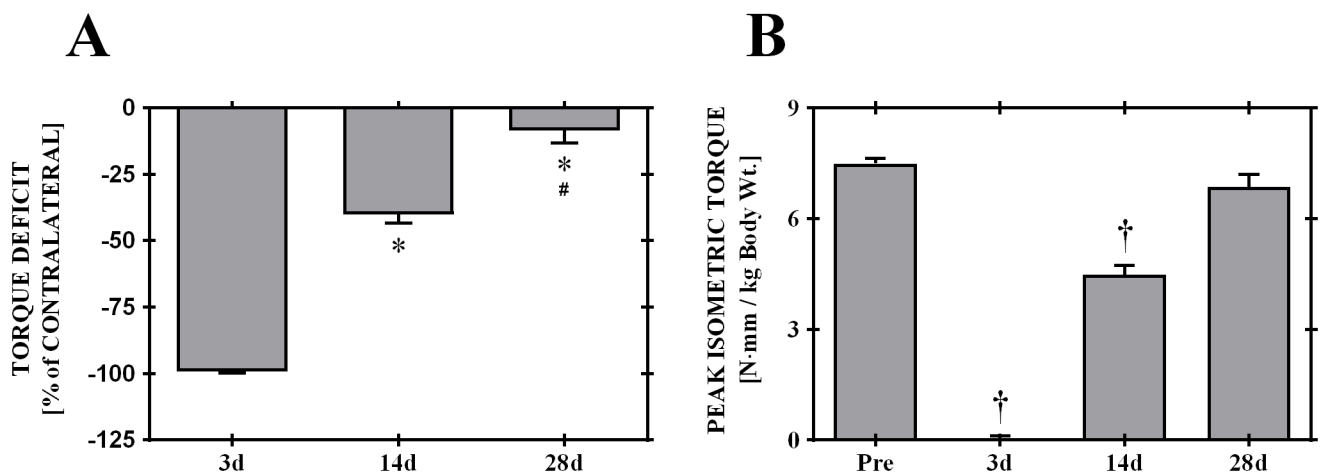 A
TORQUE DEFICIT
[% of CONTRALATERAL]
0
-25
-50
-75
-100
-125
*
*
#
3d
14d
28d
B
PEAK ISOMETRIC TORQUE
[N·mm / kg Body Wt.]
9
6
3
0
†
†
Pre
3d
14d
28d